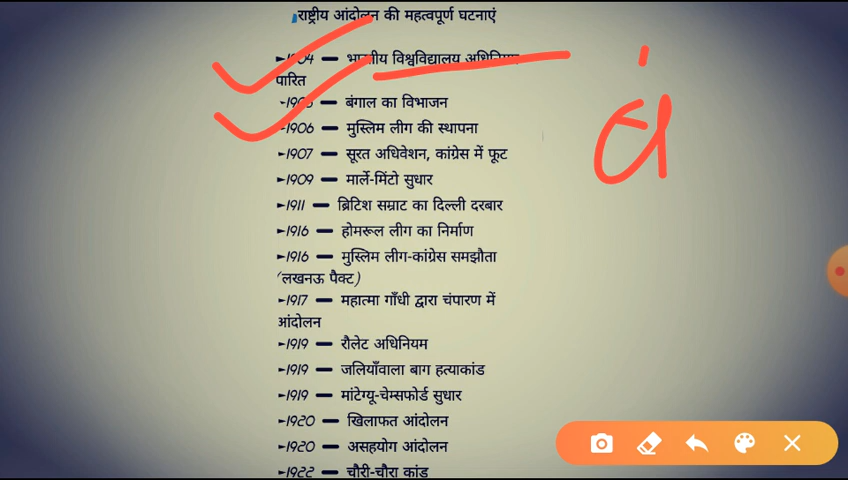 राष्ट्रीय आंदोलन की महत्वपूर्ण घटनाएं
►1904 — भारतीय विश्वविद्यालय अधिनियम
पारित
►1905 — बंगाल का विभाजन
►1906 — मुस्लिम लीग की स्थापना
►1907 — सूरत अधिवेशन, कांग्रेस में फूट
►1909 — मार्ले-मिंटो सुधार
►1911 — ब्रिटिश सम्राट का दिल्ली दरबार
►1916 — होमरूल लीग का निर्माण
►1916 — मुस्लिम लीग-कांग्रेस समझौता
(लखनऊ पैक्ट)
►1917 — महात्मा गाँधी द्वारा चंपारण में
आंदोलन
►1919 — रौलेट अधिनियम
►1919 — जलियाँवाला बाग हत्याकांड
►1919 — मांटेग्यू-चेम्सफोर्ड सुधार
►1920 — खिलाफत आंदोलन
►1920 — असहयोग आंदोलन
►1922 — चौरी-चौरा कांड